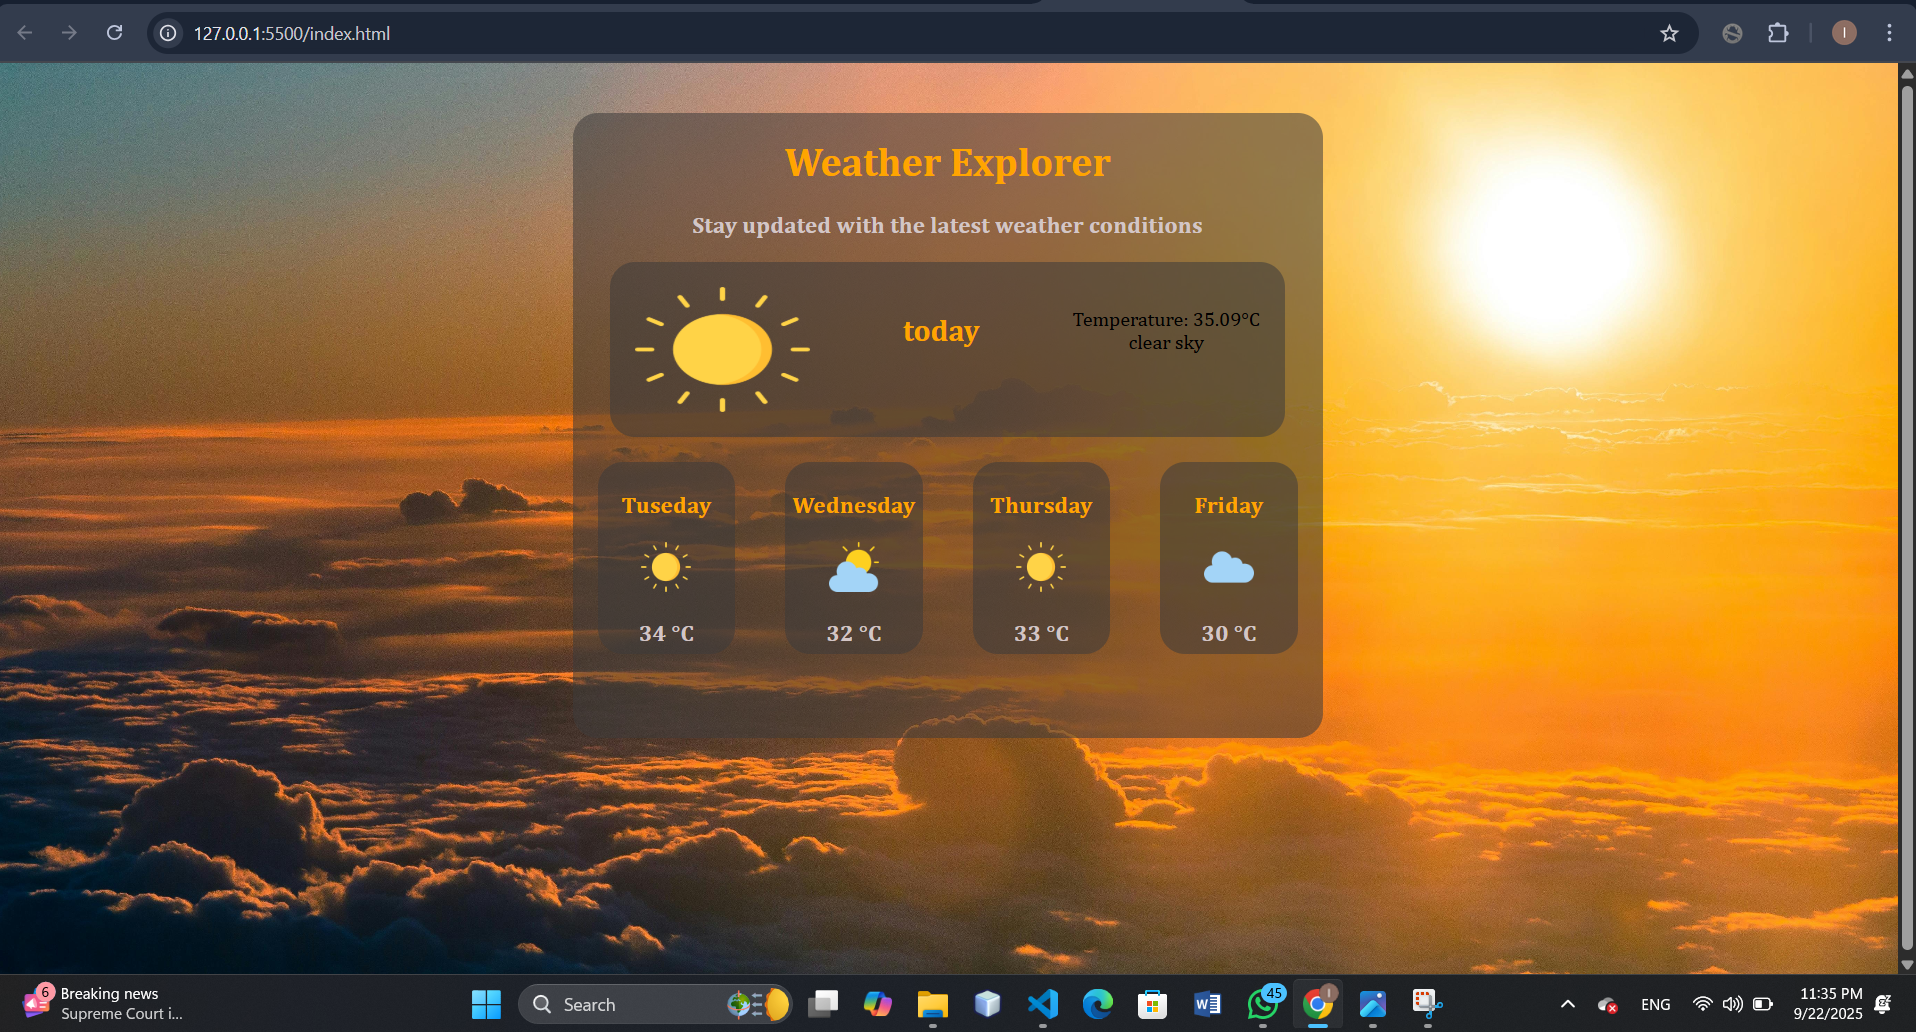 127.0.0.1:5500/index.html
I
Weather Explorer
Stay updated with the latest weather conditions
today
Temperature: 35.09°C
clear sky
Tuseday
Wednesday
Thursday
Friday
34 °C
32 °C
33 °C
30 °C
6
Breaking news
Supreme Court i...
Search
W
45
I
ENG
11:35 PM
9/22/2025